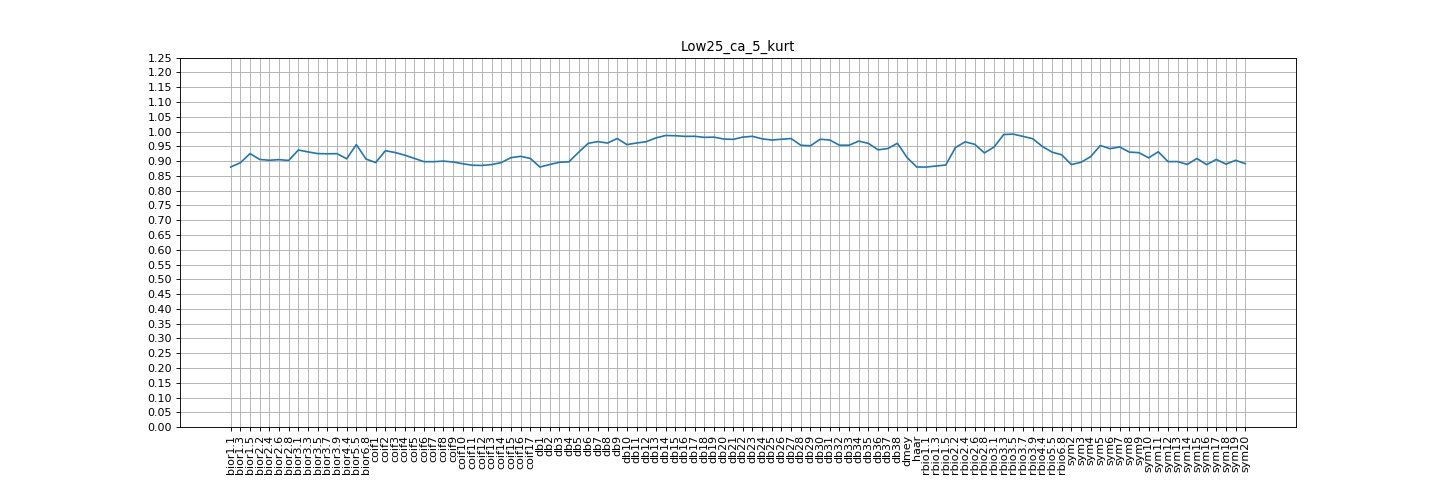 Low25_ca_5_kurt
1.25
1.20
1.15
1.10
1.05
1.00
0.95
0.90
0.85
0.80
0.75
0.70
0.65
0.60
0.55
0.50
0.45
0.40
0.35
0.30
0.25
0.20
0.15
0.10
0.05
0.00
bior1.1
bior1.3
bior1.5
bior2.2
bior2.4
bior2.6
bior2.8
bior3.1
bior3.3
bior3.5
bior3.7
bior3.9
bior4.4
bior5.5
bior6.8
coif1
coif2
coif3
coif4
coif5
coif6
coif7
coif8
coif9
coif10
coif11
coif12
coif13
coif14
coif15
coif16
coif17
db1
db2
db3
db4
db5
db6
db7
db8
db9
db10
db11
db12
db13
db14
db15
db16
db17
db18
db19
db20
db21
db22
db23
db24
db25
db26
db27
db28
db29
db30
db31
db32
db33
db34
db35
db36
db37
db38
dmey
haar
rbio1.1
rbio1.3
rbio1.5
rbio2.2
rbio2.4
rbio2.6
rbio2.8
rbio3.1
rbio3.3
rbio3.5
rbio3.7
rbio3.9
rbio4.4
rbio5.5
rbio6.8
sym2
sym3
sym4
sym5
sym6
sym7
sym8
sym9
sym10
sym11
sym12
sym13
sym14
sym15
sym16
sym17
sym18
sym19
sym20